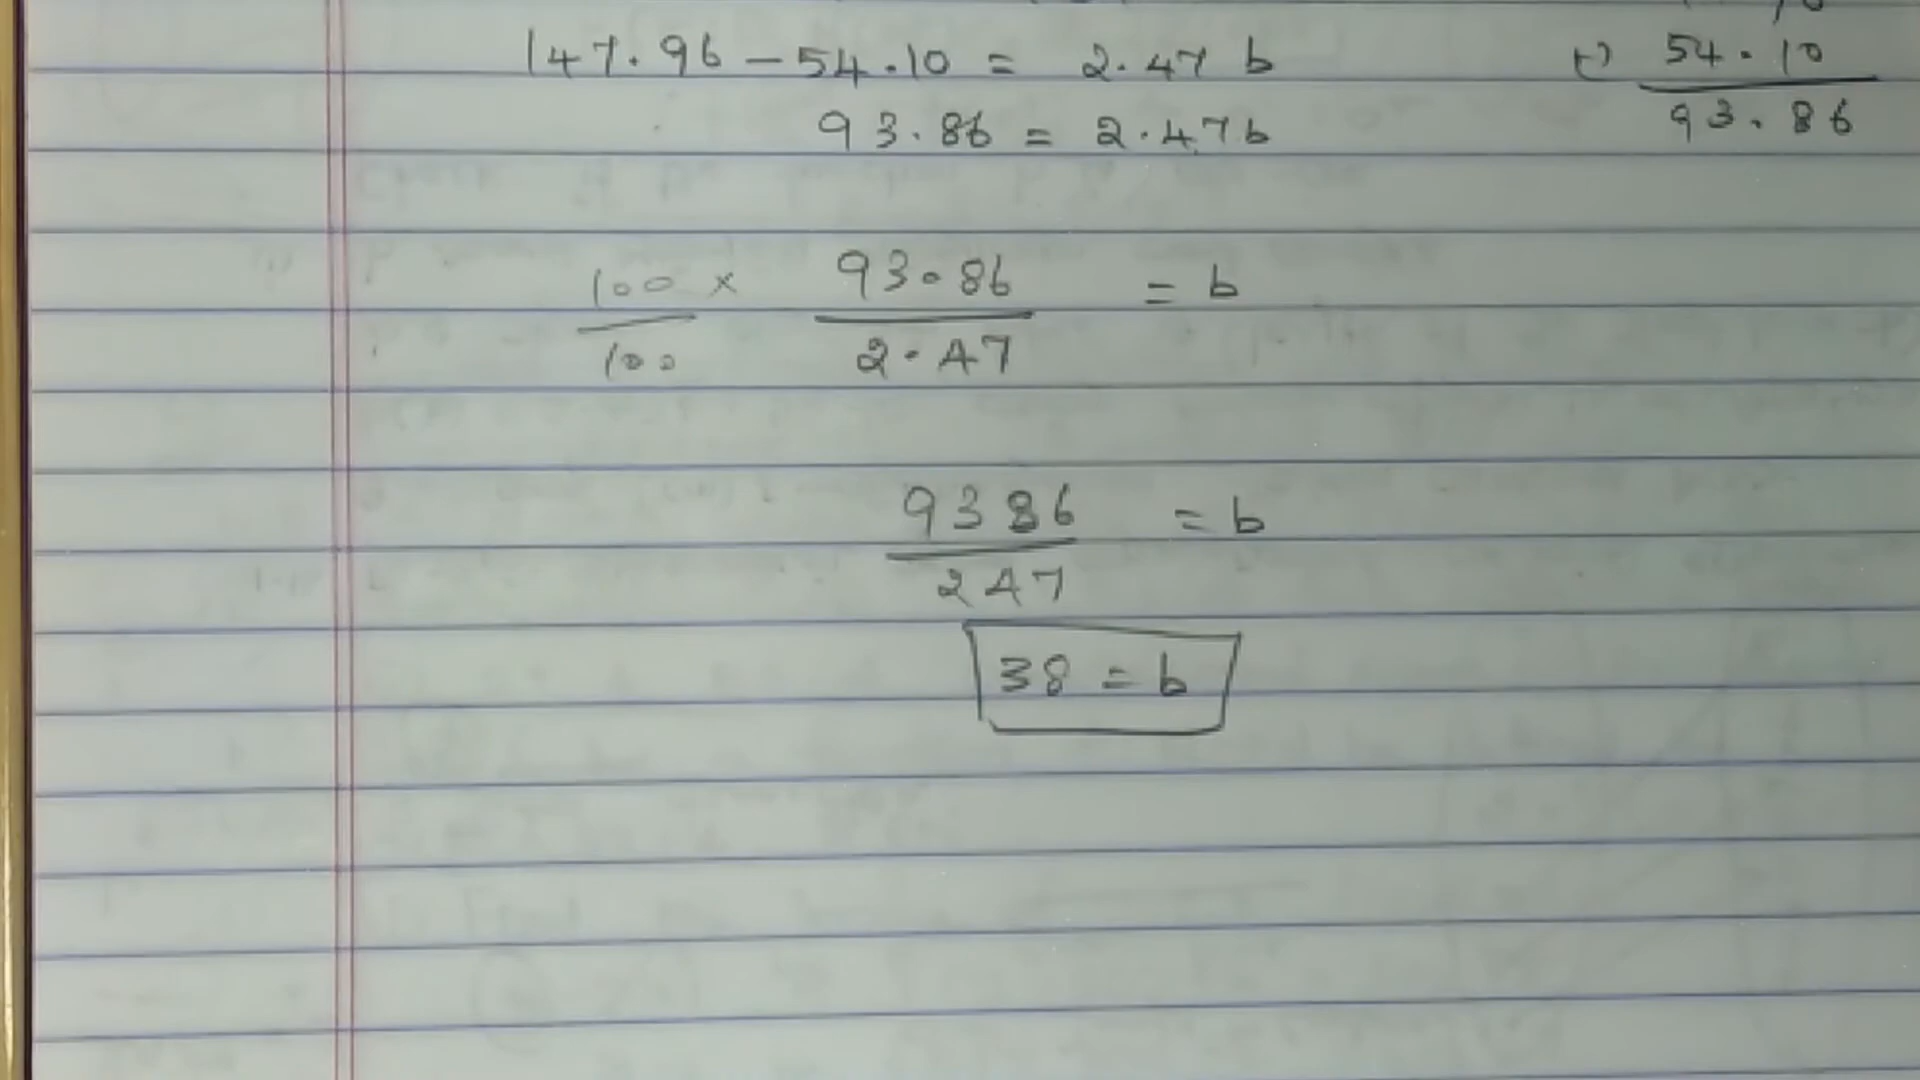 147.96 - 54.10 = 2.47 b
93.86 = 2.47 b
(-) 54.10
93.86
100/100 × 93.86/2.47 = b
9386/247 = b
38 = b